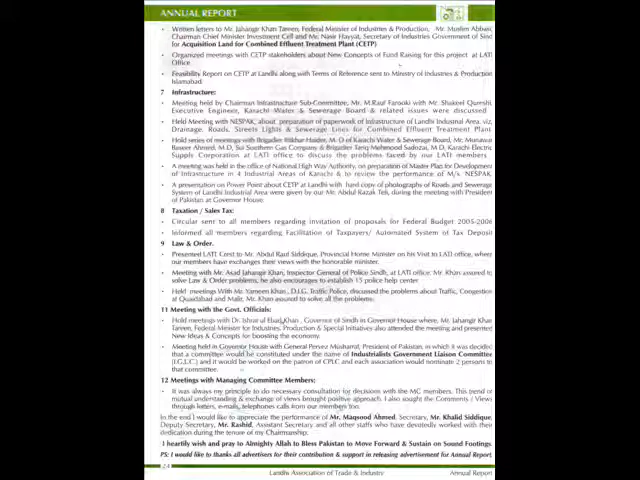 ANNUAL REPORT
• Written letters to Mr. Jahangir Khan Tareen, Federal Minister of Industries & Production, Mr. Muslim Abbasi,
Chairman Chief Minister Investment Cell and Mr. Nasir Hayyat, Secretary of Industries Government of Sind
for Acquisition Land for Combined Effluent Treatment Plant (CETP)
• Organized meetings with CETP stakeholders about New Concepts of Fund Raising for this project at LATI
Office
• Feasibility Report on CETP at Landhi along with Terms of Reference sent to Ministry of Industries & Production
Islamabad.
7 Infrastructure:
• Meeting held by Chairman Infrastructure Sub-Committee, Mr. M.Rauf Farooki with Mr. Shakeel Qureshi,
Executive Engineer, Karachi Water & Sewerage Board & related issues were discussed
• Held Meeting with NESPAK, about preparation of paperwork of Infrastructure of Landhi Industrial Area. viz,
Drainage, Roads, Streets Lights & Sewerage Lines for Combined Effluent Treatment Plant
• Held series of meetings with Brigadier Iftikhar Haider, M.D of Karachi Water & Sewerage Board, Mr. Munawar
Baseer Ahmed, M.D, Sui Southern Gas Company & Brigadier Tariq Mehmood Sadozai, M.D. Karachi Electric
Supply Corporation at LATI office to discuss the problems faced by our LATI members
• A meeting was held in the office of National High Way Authority, on preparation of Master Plan for Development
of Infrastructure in 4 Industrial Areas of Karachi & to review the performance of M/s. NESPAK.
• A presentation on Power Point about CETP at Landhi with hard copy of photographs of Roads and Sewerage
System of Landhi Industrial Area were given by our Mr. Abdul Razak Teli, during the meeting with President
of Pakistan at Governor House.
8 Taxation / Sales Tax:
• Circular sent to all members regarding invitation of proposals for Federal Budget 2005-2006
• Informed all members regarding Facilitation of Taxpayers/ Automated System of Tax Deposit
9 Law & Order.
• Presented LATI Crest to Mr. Abdul Rauf Siddique, Provincial Home Minister on his Visit to LATI office, where
our members have exchanges their views with the honorable minister.
• Meeting with Mr. Asad Jahangir Khan, Inspector General of Police Sindh, at LATI office. Mr. Khan assured to
solve Law & Order problems, he also encourages to establish 15 police help center
• Held meetings With Mr. Yameen Khan , D.I.G. Traffic Police, discussed the problems about Traffic, Congestion
at Quaidabad and Malir, Mr. Khan assured to solve all the problems.
11 Meeting with the Govt. Officials:
• Hold meetings with Dr. Ishrat ul Ebad Khan , Governor of Sindh in Governor House where, Mr. Jahangir Khan
Tareen, Federal Minister for Industries, Production & Special Initiatives also attended the meeting and presented
New Ideas & Concepts for boosting the economy.
• Meeting held in Governor House with General Pervez Musharraf, President of Pakistan, in which it was decided
that a committee would be constituted under the name of Industrialists Government Liaison Committee
(I.G.L.C.) and it would be worked on the patron of CPLC and each association would nominate 2 persons to
that committee.
12 Meetings with Managing Committee Members:
• It was always my principle to do necessary consultation for decisions with the MC members. This trend of
mutual understanding & exchange of views brought positive approach. I also sought the Comments / Views
through letters, e-mails, telephones calls from our members too.
In the end I would like to appreciate the performance of Mr. Maqsood Ahmed, Secretary, Mr. Khalid Siddique,
Deputy Secretary, Mr. Rashid, Assistant Secretary and all other staffs who have devotedly worked with their
dedication during the tenure of my Chairmanship.
I heartily wish and pray to Almighty Allah to Bless Pakistan to Move Forward & Sustain on Sound Footings.
PS: I would like to thanks all advertisers for their contribution & support in releasing advertisement for Annual Report.
24
Landhi Association of Trade & Industry
Annual Report